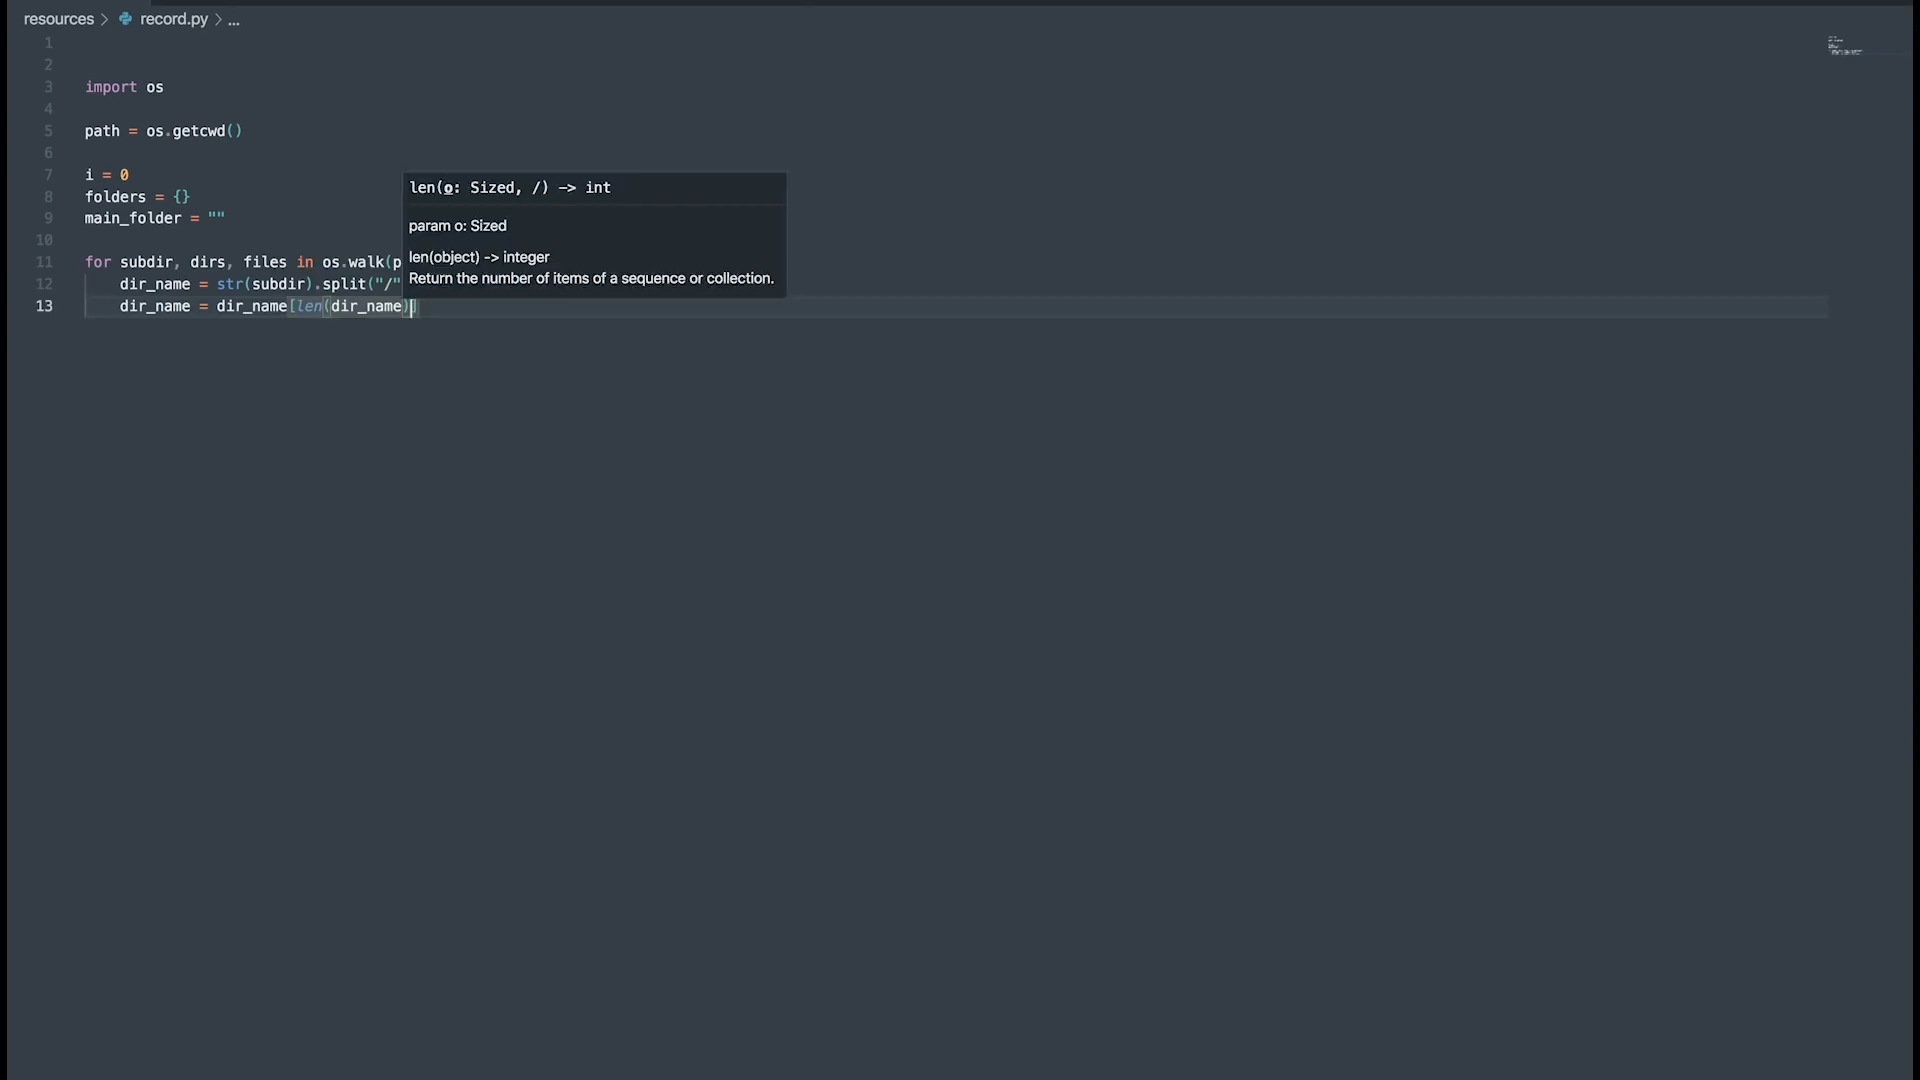 resources > record.py > ...
1
2
3 import os
4
5 path = os.getcwd()
6
7 i = 0
8 folders = {}
9 main_folder = ""
10
11 for subdir, dirs, files in os.walk(p
12 dir_name = str(subdir).split("/"
13 dir_name = dir_name[len(dir_name)]
len(o: Sized, /) -> int
param o: Sized
len(object) -> integer
Return the number of items of a sequence or collection.